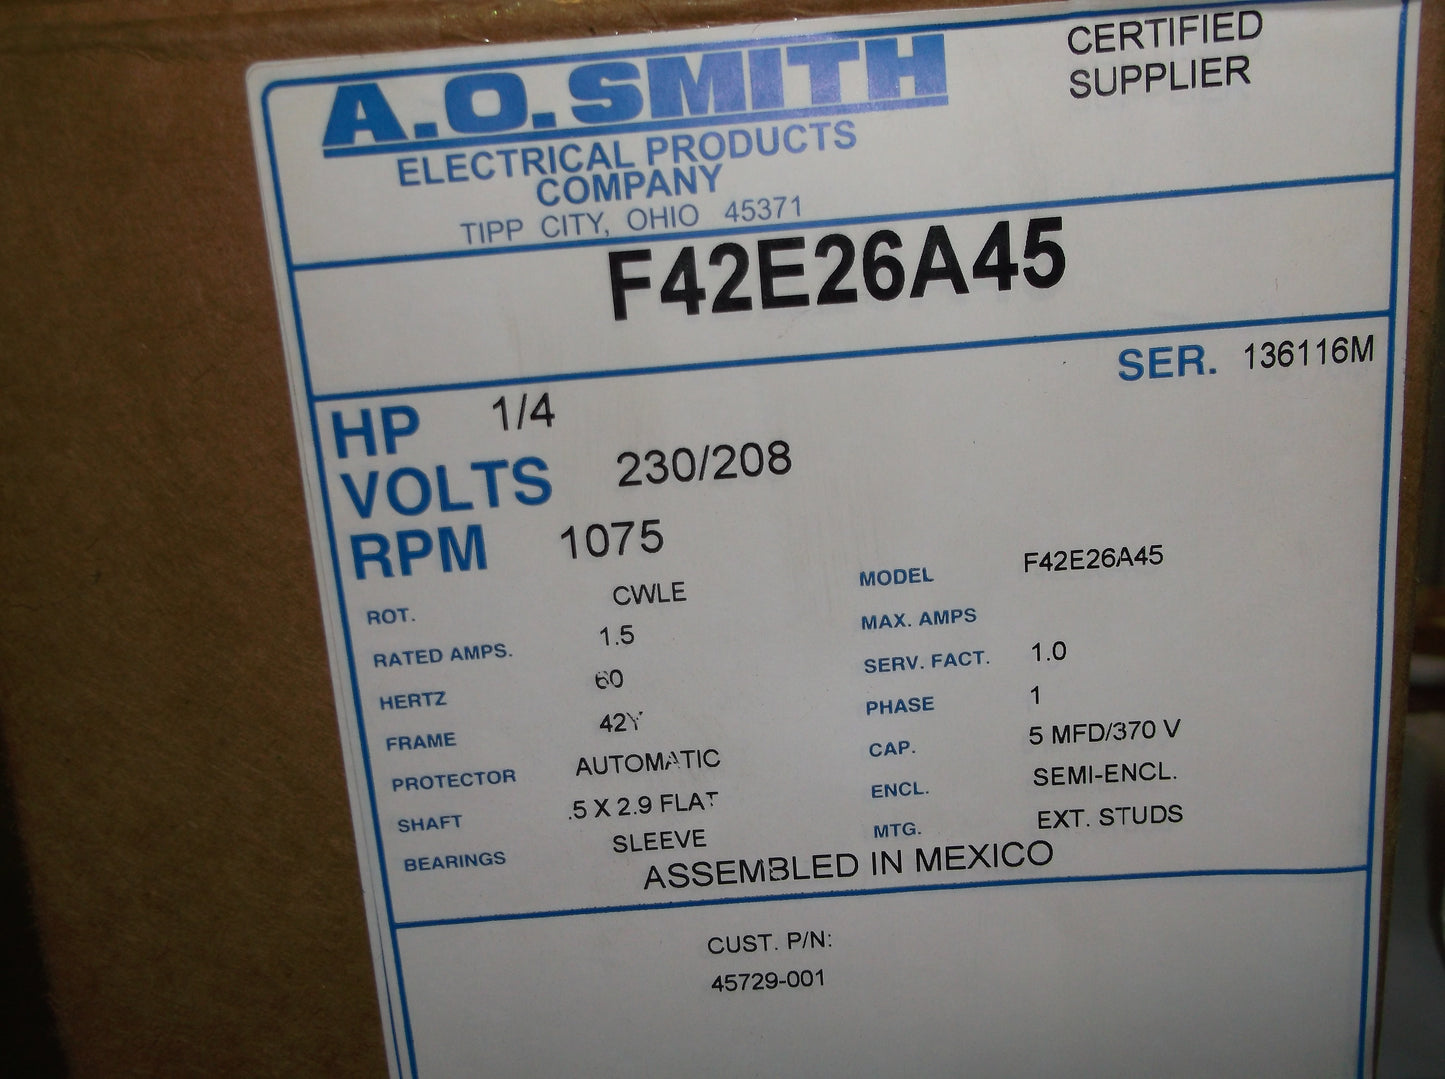 A.O.SMITH
ELECTRICAL PRODUCTS
COMPANY
TIPP CITY, OHIO 45371
CERTIFIED
SUPPLIER
F42E26A45
SER. 136116M
HP 1/4
VOLTS 230/208
RPM 1075
ROT. CWLE
RATED AMPS. 1.5
HERTZ 60
FRAME 42Y
PROTECTOR AUTOMATIC
SHAFT .5 X 2.9 FLAT
BEARINGS SLEEVE
MODEL F42E26A45
MAX. AMPS
SERV. FACT. 1.0
PHASE 1
CAP. 5 MFD/370 V
ENCL. SEMI-ENCL.
MTG. EXT. STUDS
ASSEMBLED IN MEXICO
CUST. P/N:
45729-001